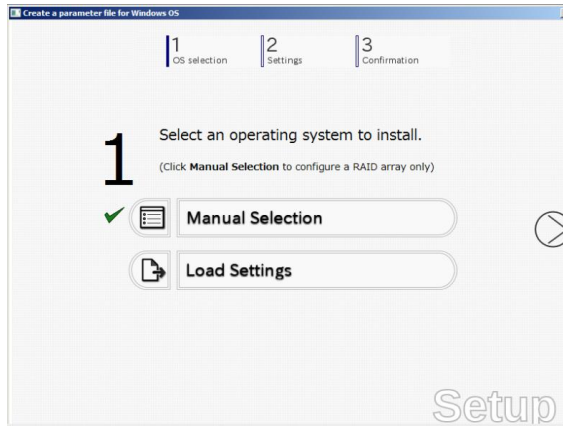 Create a parameter file for Windows OS
1
OS selection
2
Settings
3
Confirmation
1
Select an operating system to install.
(Click Manual Selection to configure a RAID array only)
Manual Selection
Load Settings
Setup